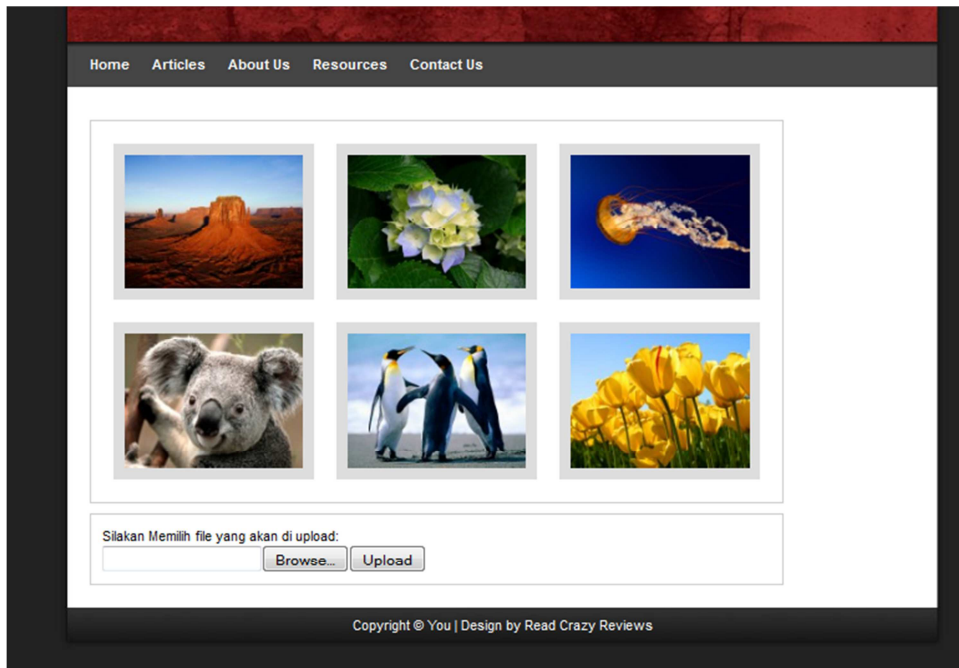 Home Articles About Us Resources Contact Us
Silakan Memilih file yang akan di upload:
Browse... Upload
Copyright © You | Design by Read Crazy Reviews